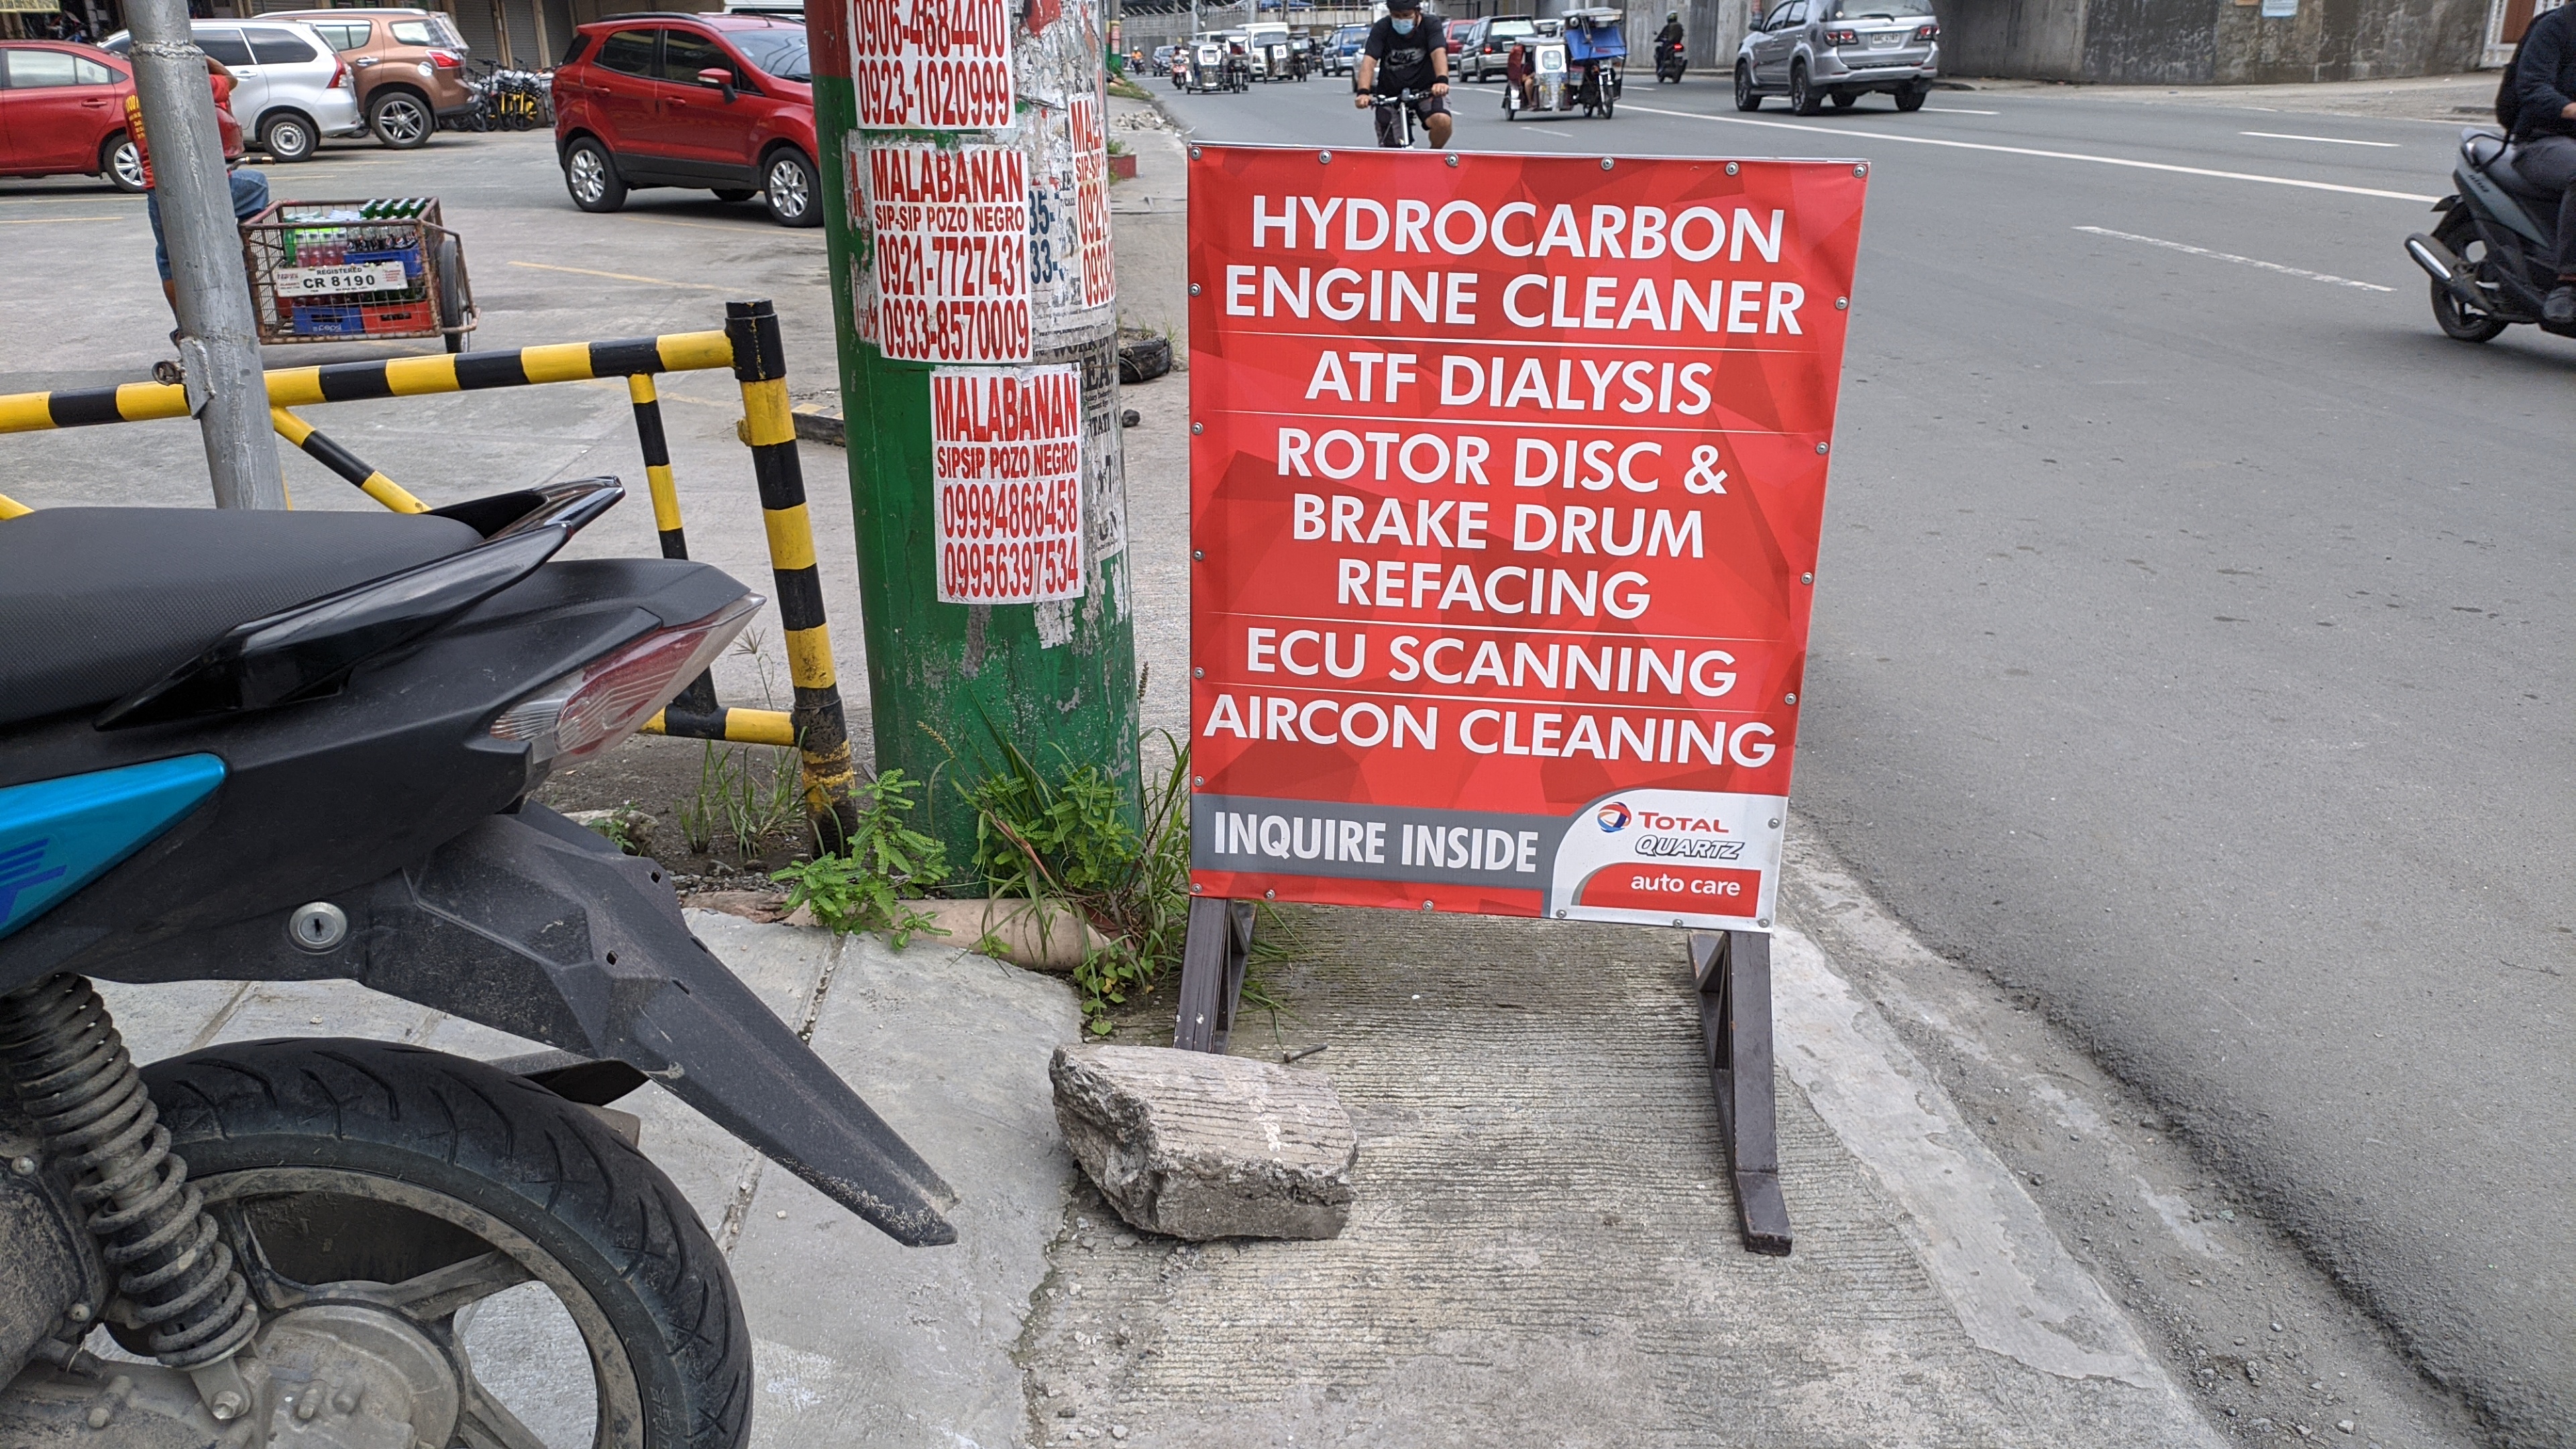 0906-4684400
0923-1020999
MALABANAN
SIP-SIP POZO NEGRO
0921-7727431
0933-8570009
MALABANAN
SIPSIP POZO NEGRO
09994866458
09956397534
REGISTERED
CR 8190
pepsi
HYDROCARBON
ENGINE CLEANER
ATF DIALYSIS
ROTOR DISC &
BRAKE DRUM
REFACING
ECU SCANNING
AIRCON CLEANING
INQUIRE INSIDE
TOTAL
QUARTZ
auto care